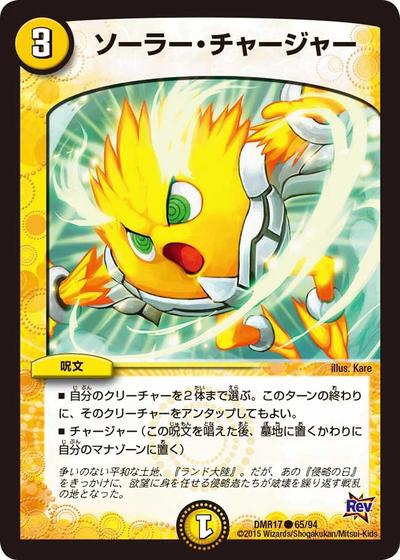 3
ソーラー・チャージャー
illus. Kare
呪文
■ 自分のクリーチャーを2体まで選ぶ。このターンの終わり
に、そのクリーチャーをアンタップしてもよい。
■ チャージャー(この呪文を唱えた後、墓地に置くかわりに
自分のマナゾーンに置く)
争いのない平和な土地、『ランド大陸』。だが、あの『侵略の日』
をきっかけに、欲望に身を任せる侵略者たちが破壊を繰り返す戦乱
の地となった。
Rev
1
DMR17 ● 65/94
©2015 Wizards/Shogakukan/Mitsui-Kids